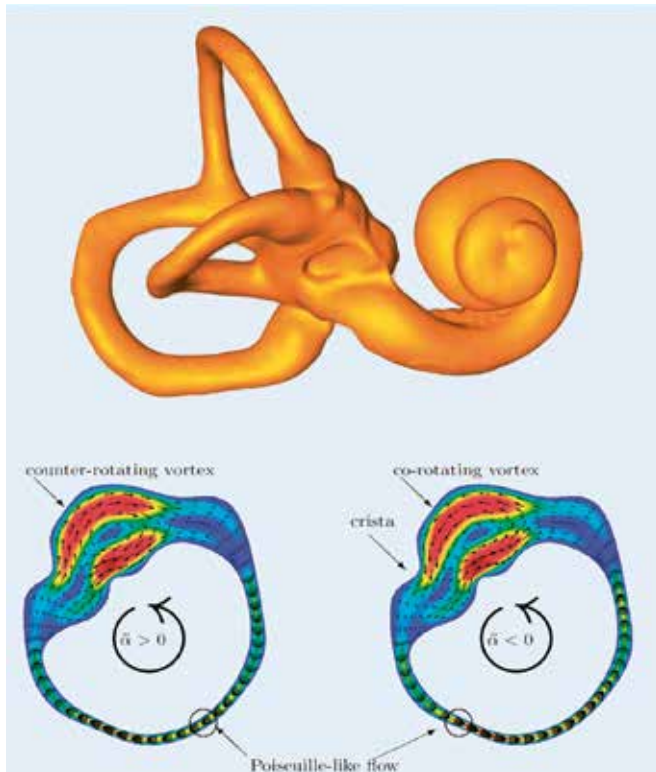 counter-rotating vortex
co-rotating vortex
crista
α̈ > 0
α̈ < 0
Poiseuille-like flow